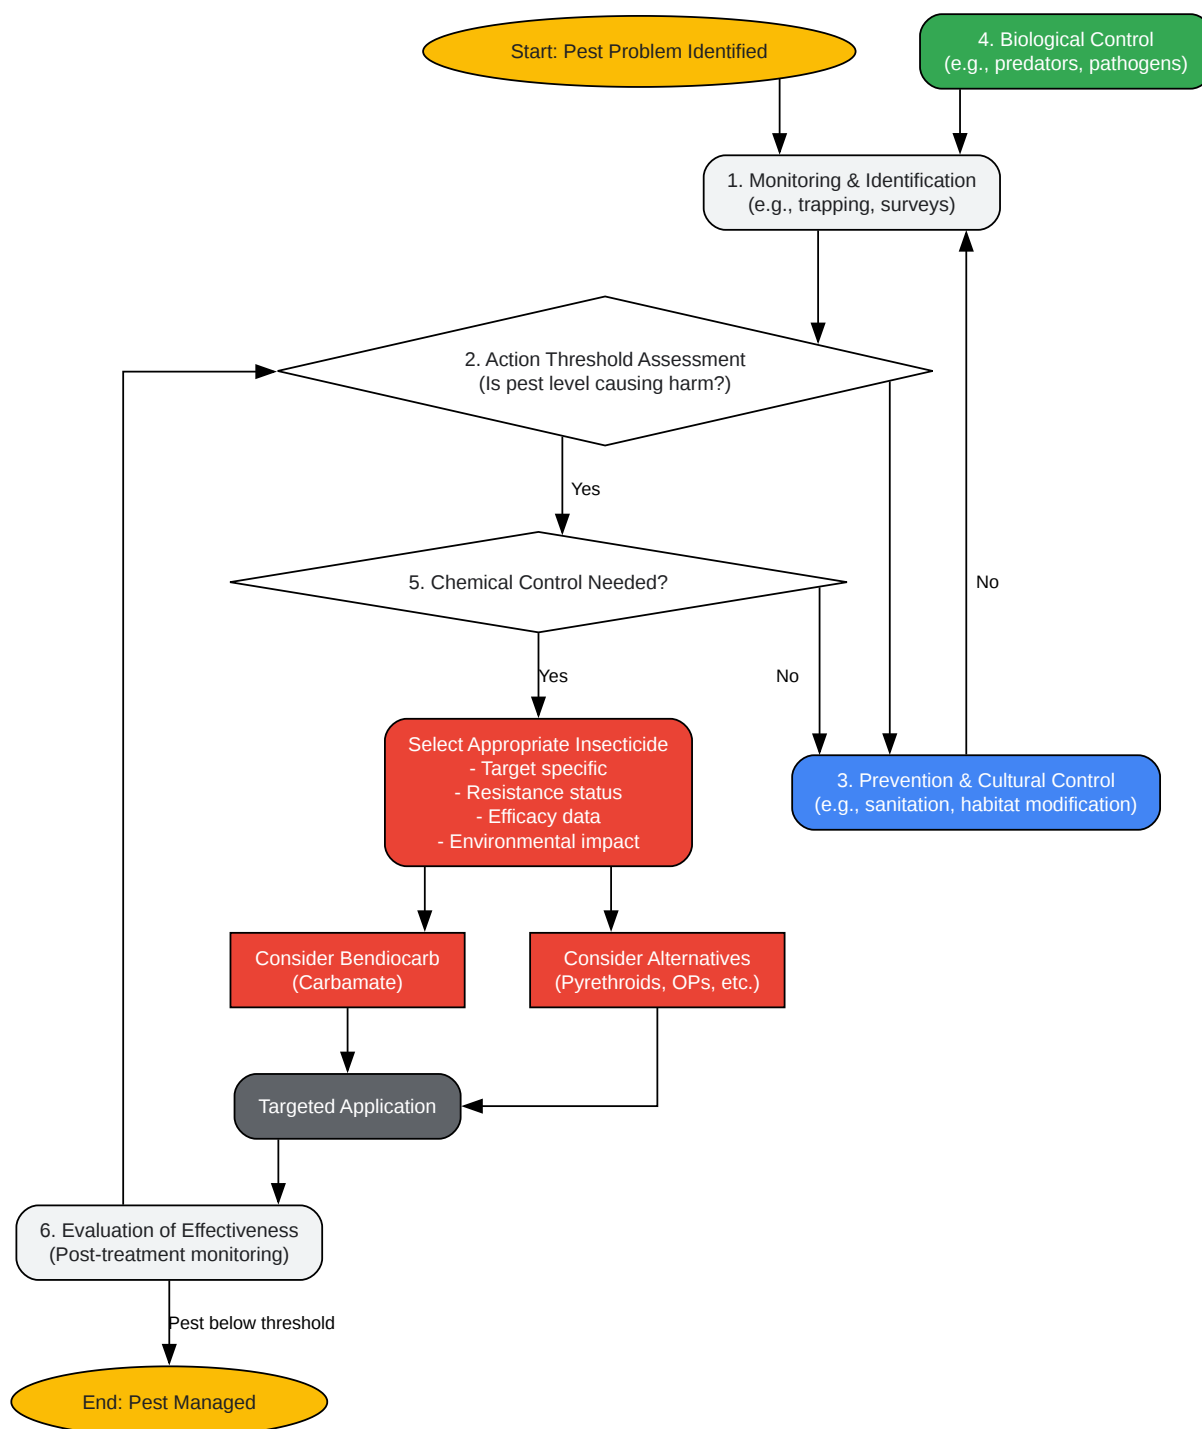 Start: Pest Problem Identified
4. Biological Control
(e.g., predators, pathogens)
1. Monitoring & Identification
(e.g., trapping, surveys)
2. Action Threshold Assessment
(Is pest level causing harm?)
Yes
5. Chemical Control Needed?
No
Yes
No
Select Appropriate Insecticide
- Target specific
- Resistance status
- Efficacy data
- Environmental impact
3. Prevention & Cultural Control
(e.g., sanitation, habitat modification)
Consider Bendiocarb
(Carbamate)
Consider Alternatives
(Pyrethroids, OPs, etc.)
Targeted Application
6. Evaluation of Effectiveness
(Post-treatment monitoring)
Pest below threshold
End: Pest Managed